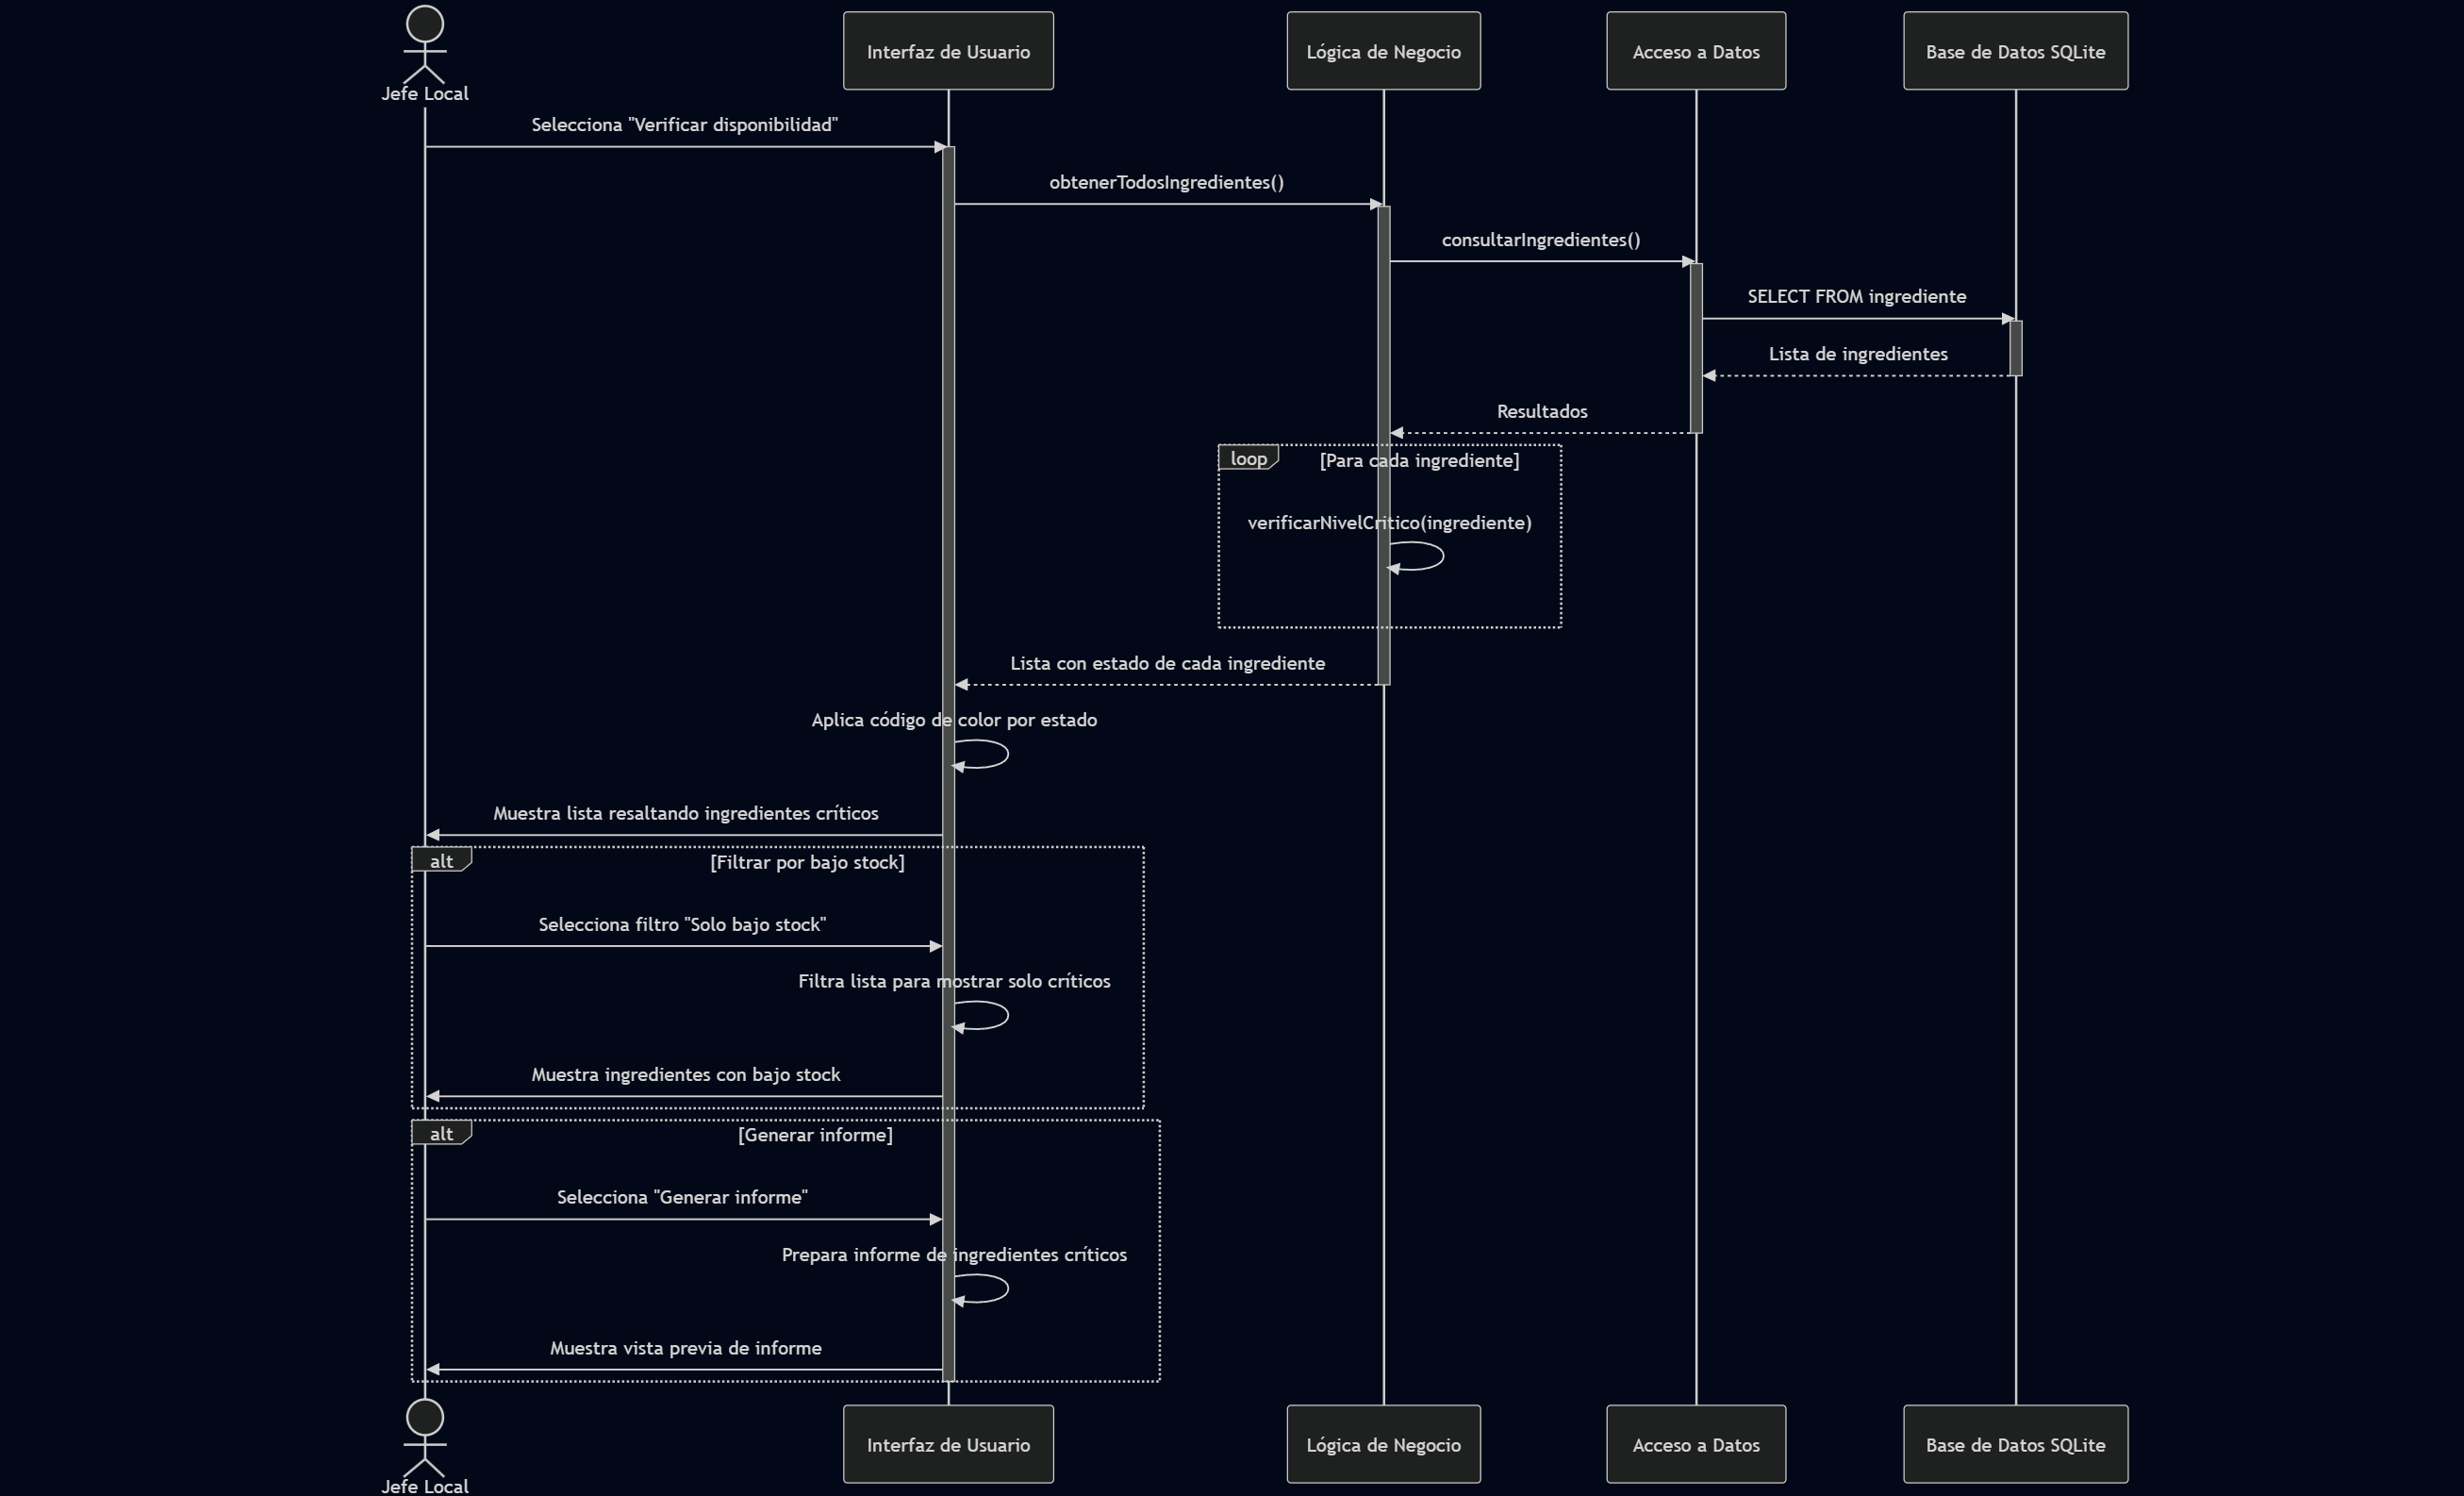 Jefe Local
Interfaz de Usuario
Lógica de Negocio
Acceso a Datos
Base de Datos SQLite
Selecciona "Verificar disponibilidad"
obtenerTodosIngredientes()
consultarIngredientes()
SELECT FROM ingrediente
Lista de ingredientes
Resultados
loop
[Para cada ingrediente]
verificarNivelCritico(ingrediente)
Lista con estado de cada ingrediente
Aplica código de color por estado
Muestra lista resaltando ingredientes críticos
alt
[Filtrar por bajo stock]
Selecciona filtro "Solo bajo stock"
Filtra lista para mostrar solo críticos
Muestra ingredientes con bajo stock
alt
[Generar informe]
Selecciona "Generar informe"
Prepara informe de ingredientes críticos
Muestra vista previa de informe
Jefe Local
Interfaz de Usuario
Lógica de Negocio
Acceso a Datos
Base de Datos SQLite